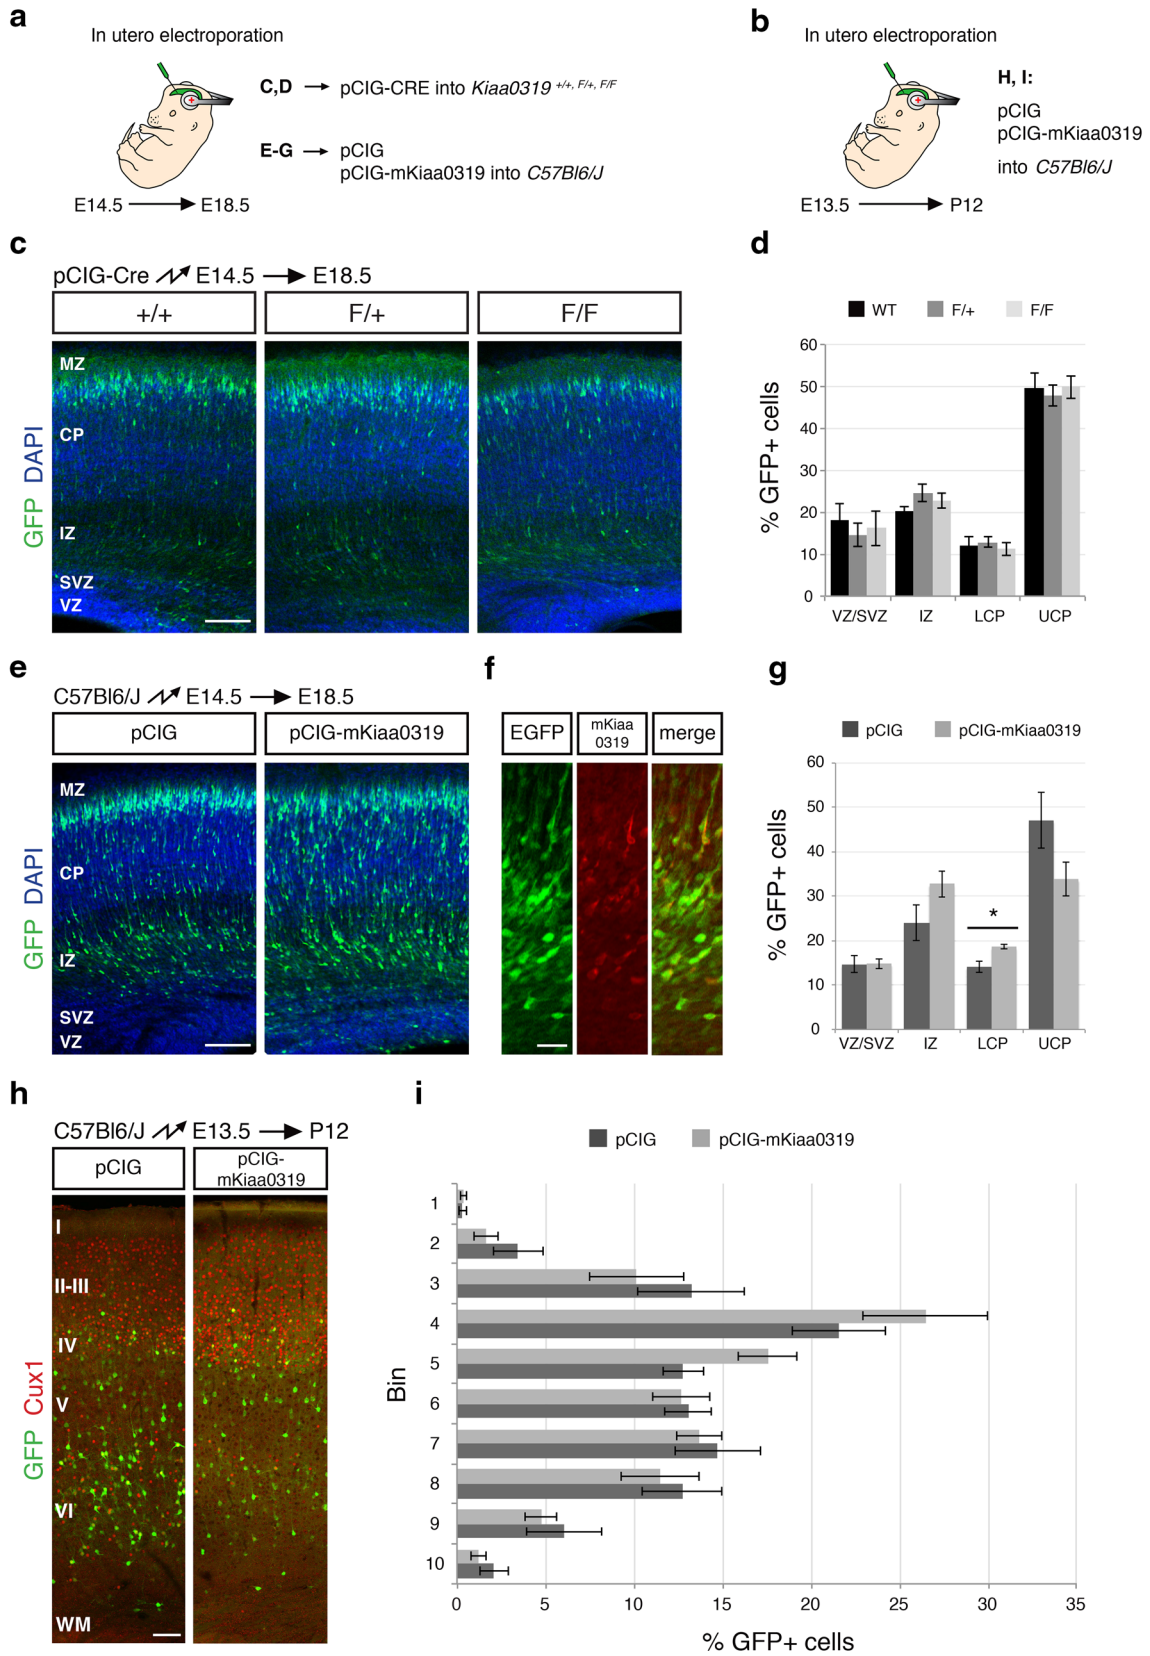 a
In utero electroporation
C,D → pCIG-CRE into Kiaa0319 +/+, F/+, F/F
E-G → pCIG
pCIG-mKiaa0319 into C57Bl6/J
E14.5 → E18.5
b
In utero electroporation
H, I:
pCIG
pCIG-mKiaa0319
into C57Bl6/J
E13.5 → P12
c
pCIG-Cre E14.5 → E18.5
+/+
F/+
F/F
GFP DAPI
MZ
CP
IZ
SVZ
VZ
d
WT F/+ F/F
% GFP+ cells
60
50
40
30
20
10
0
VZ/SVZ IZ LCP UCP
e
C57Bl6/J E14.5 → E18.5
pCIG
pCIG-mKiaa0319
GFP DAPI
MZ
CP
IZ
SVZ
VZ
f
EGFP
mKiaa
0319
merge
g
pCIG pCIG-mKiaa0319
% GFP+ cells
60
50
40
30
20
10
0
*
VZ/SVZ IZ LCP UCP
h
C57Bl6/J E13.5 → P12
pCIG
pCIG-
mKiaa0319
GFP Cux1
I
II-III
IV
V
VI
WM
i
pCIG pCIG-mKiaa0319
Bin
1
2
3
4
5
6
7
8
9
10
0 5 10 15 20 25 30 35
% GFP+ cells